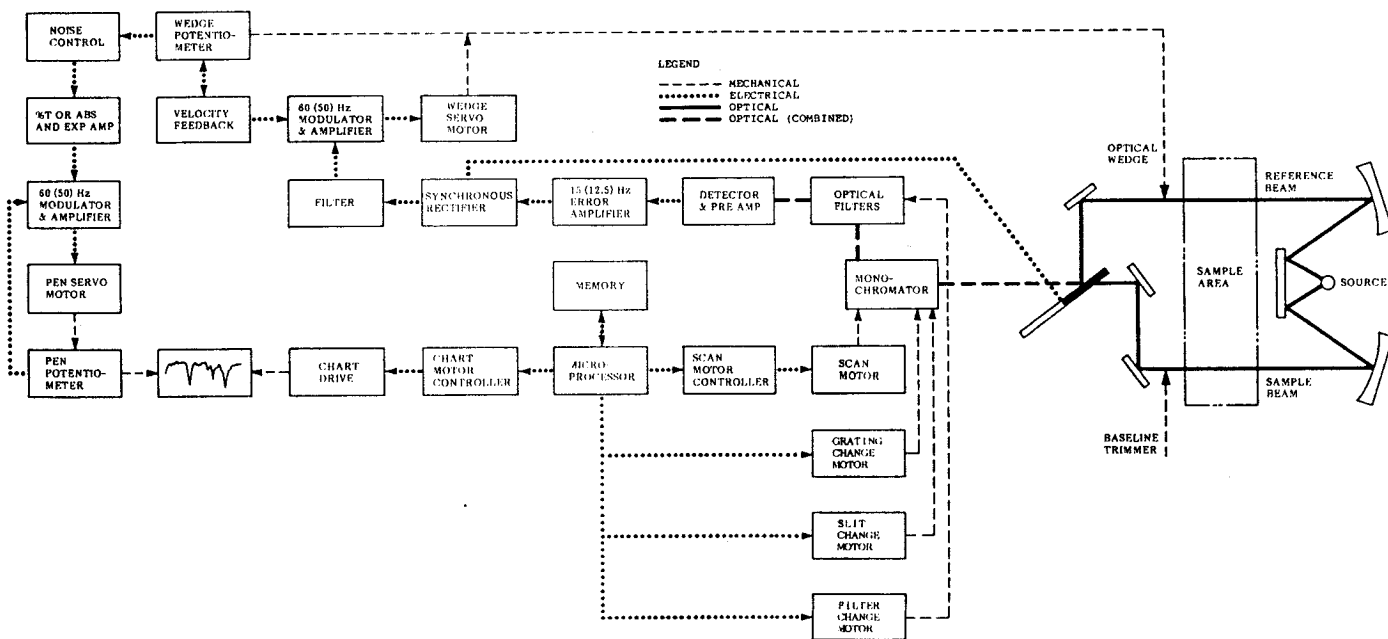 NOISE
CONTROL
WEDGE
POTENTIO-
METER
LEGEND
MECHANICAL
ELECTRICAL
OPTICAL
OPTICAL (COMBINED)
%T OR ABS
AND EXP AMP
VELOCITY
FEEDBACK
60 (50) Hz
MODULATOR
& AMPLIFIER
WEDGE
SERVO
MOTOR
OPTICAL
WEDGE
REFERENCE
BEAM
60 (50) Hz
MODULATOR
& AMPLIFIER
FILTER
SYNCHRONOUS
RECTIFIER
15 (12.5) Hz
ERROR
AMPLIFIER
DETECTOR
& PRE AMP
OPTICAL
FILTERS
PEN SERVO
MOTOR
MEMORY
MONO-
CHROMATOR
SAMPLE
AREA
SOURCE
PEN
POTENTIO-
METER
CHART
DRIVE
CHART
MOTOR
CONTROLLER
MICRO-
PROCESSOR
SCAN
MOTOR
CONTROLLER
SCAN
MOTOR
SAMPLE
BEAM
BASELINE
TRIMMER
GRATING
CHANGE
MOTOR
SLIT
CHANGE
MOTOR
FILTER
CHANGE
MOTOR